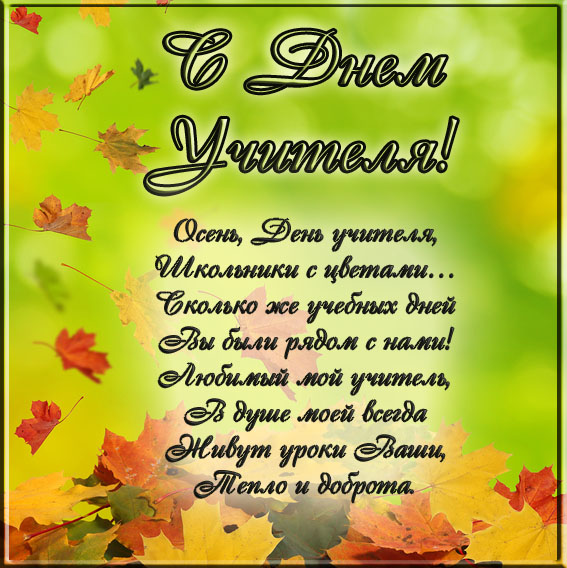 С Днем
Учителя!
Осень, День учителя,
Школьники с цветами...
Сколько же учебных дней
Вы были рядом с нами!
Любимый мой учитель,
В душе моей всегда
Живут уроки Ваши,
Тепло и доброта.